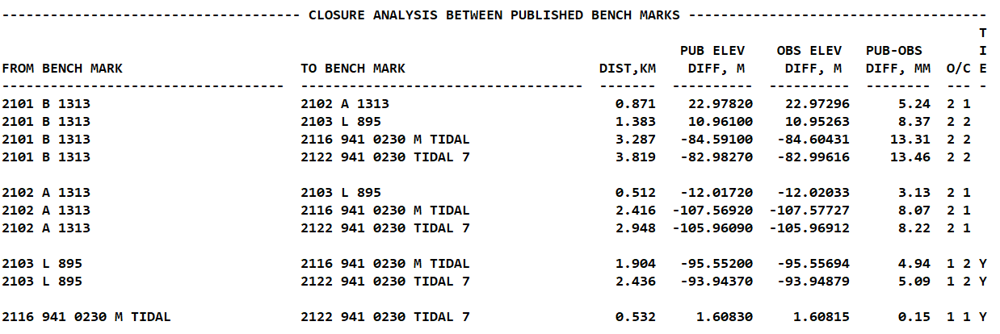 ------------------------------------- CLOSURE ANALYSIS BETWEEN PUBLISHED BENCH MARKS -------------------------------------
T
PUB ELEV OBS ELEV PUB-OBS I
FROM BENCH MARK TO BENCH MARK DIST,KM DIFF, M DIFF, M DIFF, MM O/C E
----------------------------------- ----------------------------------- ------- ---------- ---------- -------- --- -
2101 B 1313 2102 A 1313 0.871 22.97820 22.97296 5.24 2 1
2101 B 1313 2103 L 895 1.383 10.96100 10.95263 8.37 2 2
2101 B 1313 2116 941 0230 M TIDAL 3.287 -84.59100 -84.60431 13.31 2 2
2101 B 1313 2122 941 0230 TIDAL 7 3.819 -82.98270 -82.99616 13.46 2 2
2102 A 1313 2103 L 895 0.512 -12.01720 -12.02033 3.13 2 1
2102 A 1313 2116 941 0230 M TIDAL 2.416 -107.56920 -107.57727 8.07 2 1
2102 A 1313 2122 941 0230 TIDAL 7 2.948 -105.96090 -105.96912 8.22 2 1
2103 L 895 2116 941 0230 M TIDAL 1.904 -95.55200 -95.55694 4.94 1 2 Y
2103 L 895 2122 941 0230 TIDAL 7 2.436 -93.94370 -93.94879 5.09 1 2 Y
2116 941 0230 M TIDAL 2122 941 0230 TIDAL 7 0.532 1.60830 1.60815 0.15 1 1 Y